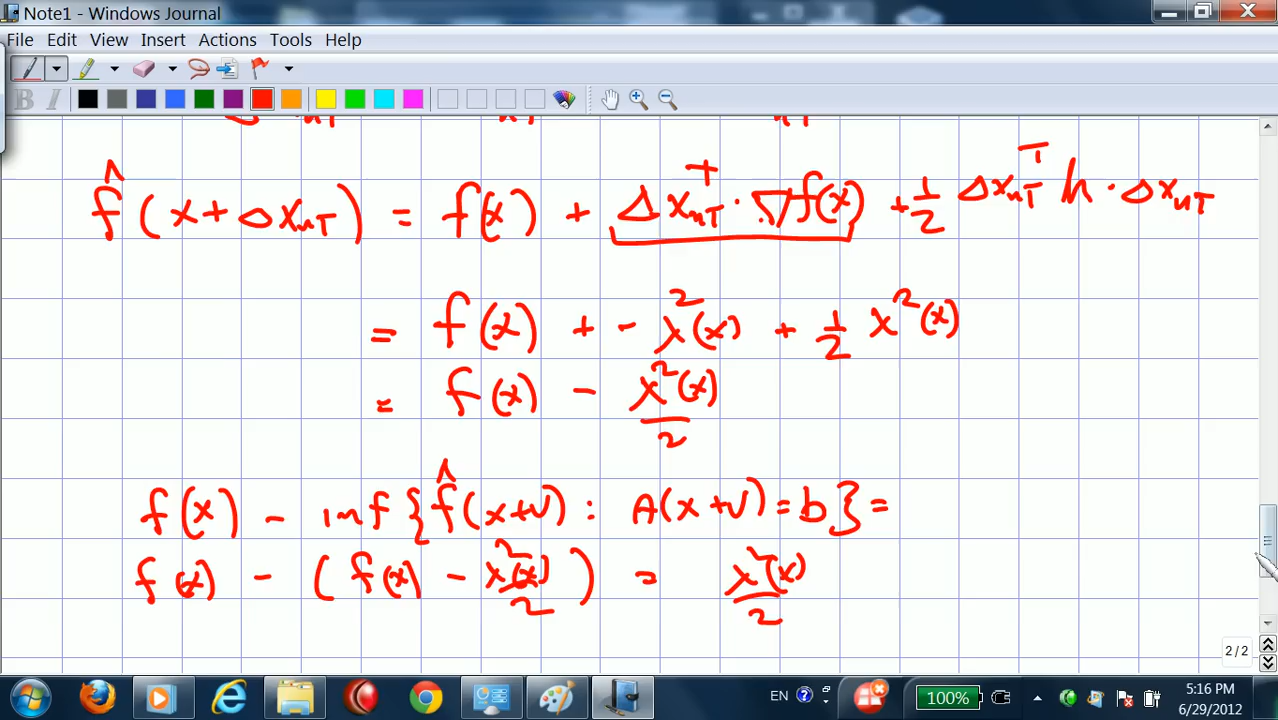 Note1 - Windows Journal
File Edit View Insert Actions Tools Help
B I
f̂(x+Δx_nT) = f(x) + Δx_nT^T · ∇f(x) + 1/2 Δx_nT^T h · Δx_nT
= f(x) + - λ²(x) + 1/2 λ²(x)
= f(x) - λ²(x)/2
f(x) - inf{f̂(x+v) : A(x+v) = b} =
f(x) - (f(x) - λ²(x)/2) = λ²(x)/2
2 / 2
EN
100%
5:16 PM
6/29/2012